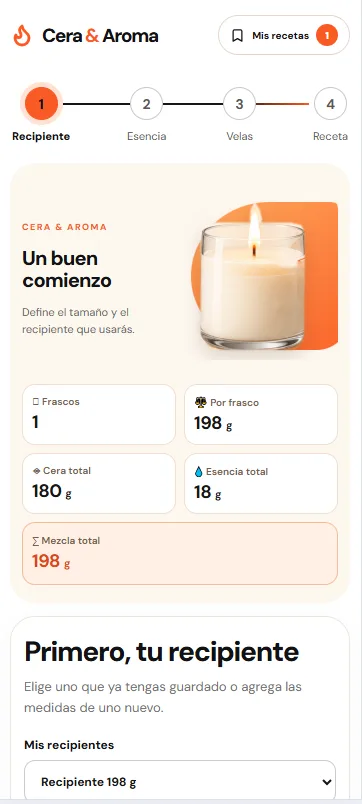 Cera & Aroma
Mis recetas 1
1 2 3 4
Recipiente Esencia Velas Receta
CERA & AROMA
Un buen
comienzo
Define el tamaño y el
recipiente que usarás.
Frascos
1
Por frasco
198 g
Cera total
180 g
Esencia total
18 g
∑ Mezcla total
198 g
Primero, tu recipiente
Elige uno que ya tengas guardado o agrega las
medidas de uno nuevo.
Mis recipientes
Recipiente 198 g